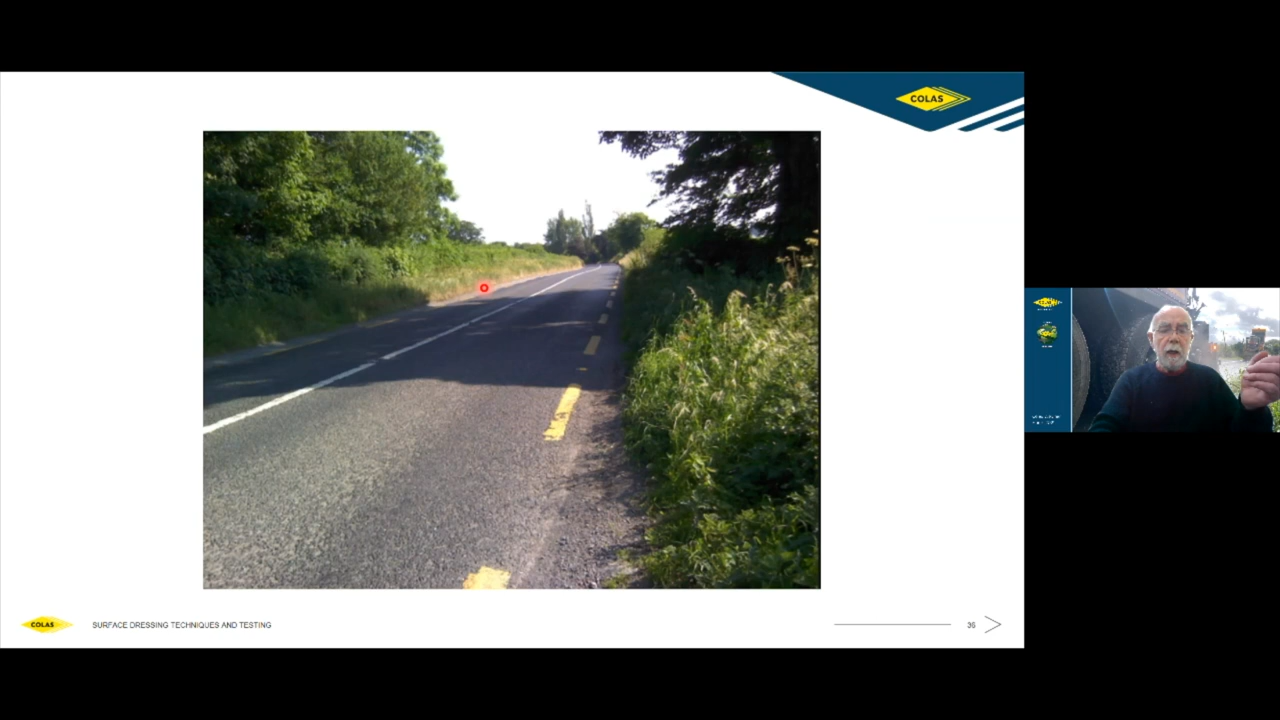 COLAS
COLAS
SURFACE DRESSING TECHNIQUES AND TESTING
36